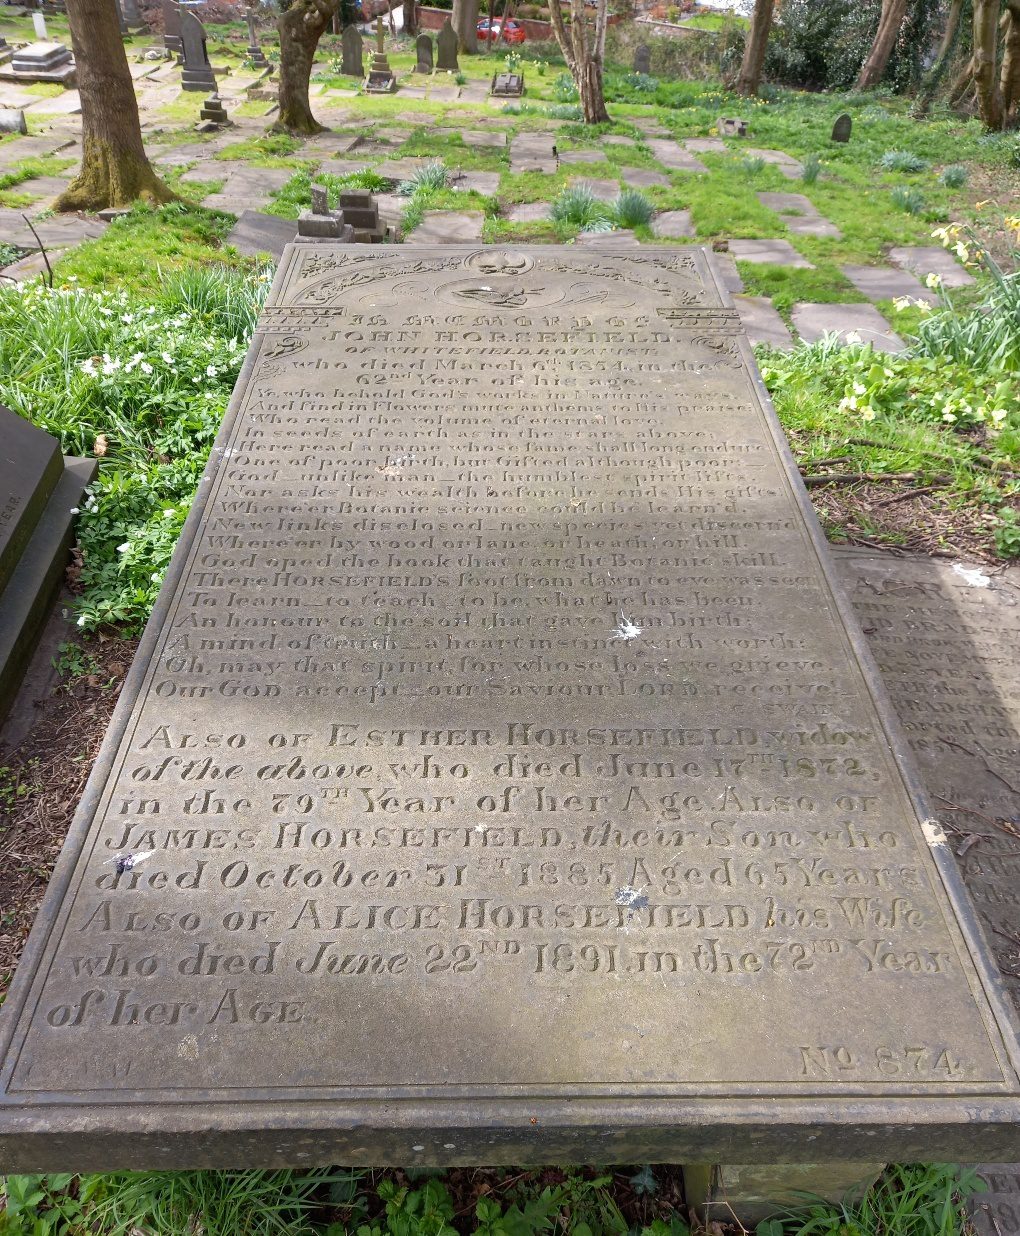 IN MEMORY OF
JOHN HORSEFIELD,
OF WHITEFIELD, BOTANIST
who died March 6th 1854, in the
62nd Year of his age.
Ye who behold God's works in Nature's ways,
And find in Flowers mute anthems to His praise
Who read the volume of eternal love,
In seeds of earth as in the stars above;
Here read a name whose fame shall long endure
One of poor birth, but Gifted although poor.
God _ unlike man _ the humblest spirit lifts,
Nor asks his wealth before he sends His gifts.
Where'er Botanic science could be learn'd,
New links disclosed _ new species yet discern'd
Where'er by wood, or lane, or heath, or hill,
God oped the book that taught Botanic skill,
There HORSEFIELD'S foot from dawn to eve was seen
To learn _ to teach _ to be, what he has been
An honour to the soil that gave him birth;
A mind of truth _ a heart instinct with worth:
Oh, may that spirit, for whose loss we grieve,
Our GOD accept _ our Saviour LORD receive.
C. SWAIN.
ALSO OF ESTHER HORSEFIELD, widow
of the above, who died June 17TH 1872,
in the 79TH Year of her Age. ALSO OF
JAMES HORSEFIELD, their Son who
died October 31ST 1885 Aged 65 Years
ALSO OF ALICE HORSEFIELD his Wife
who died June 22ND 1891. in the 72nd Year
of her AGE.
No 874